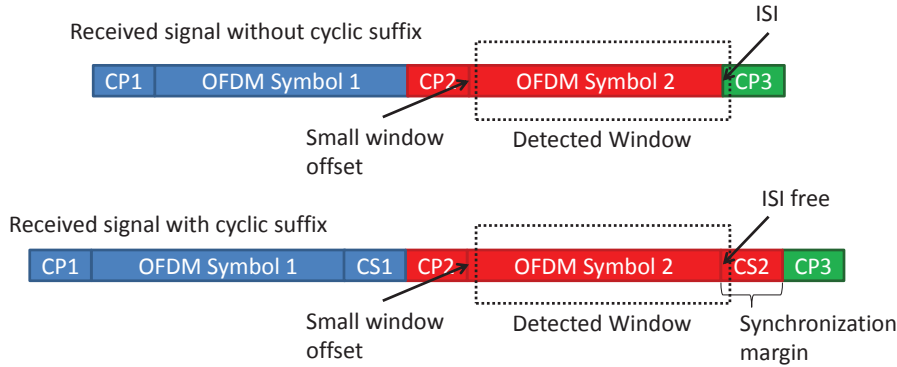 ISI
Received signal without cyclic suffix
CP1 OFDM Symbol 1 CP2 OFDM Symbol 2 CP3
Small window
offset
Detected Window
ISI free
Received signal with cyclic suffix
CP1 OFDM Symbol 1 CS1 CP2 OFDM Symbol 2 CS2 CP3
Small window
offset
Detected Window
Synchronization
margin